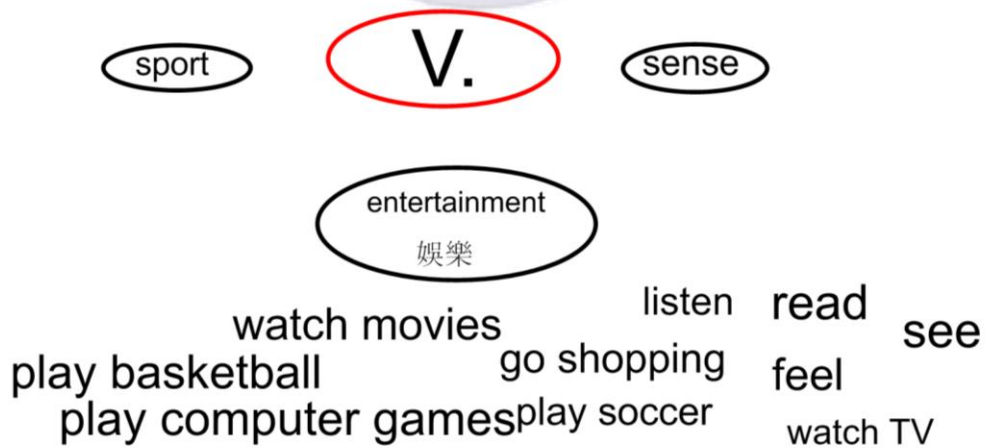 sport
V.
sense
entertainment
娛樂
listen
read
see
watch movies
go shopping
play basketball
feel
play computer games
play soccer
watch TV